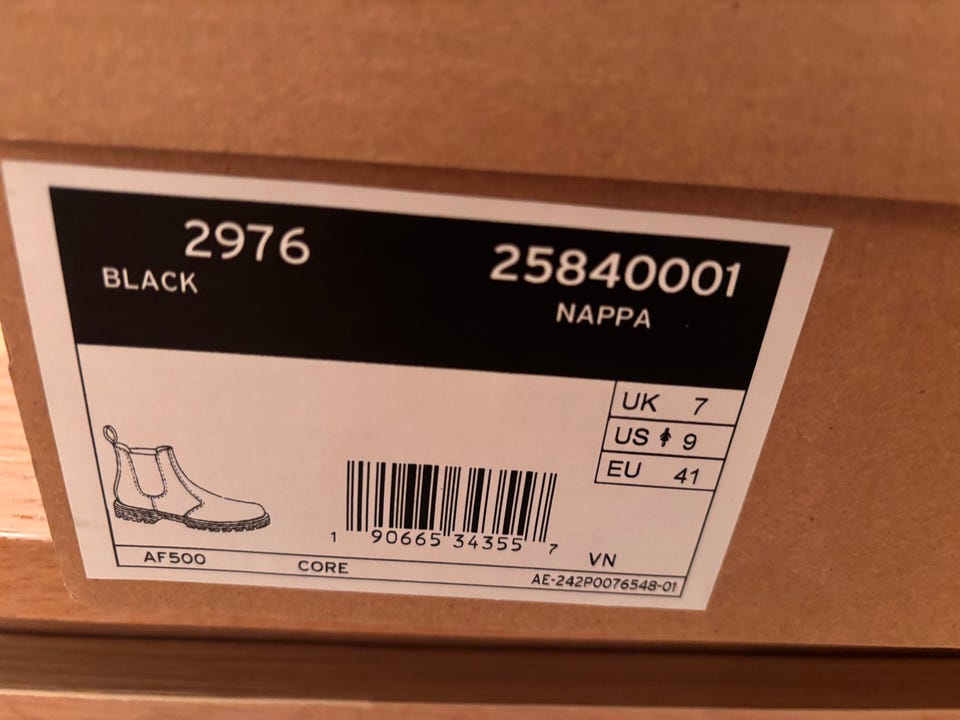 2976 25840001
BLACK NAPPA
UK 7
US 9
EU 41
1 90665 34355 7
VN
AF500 CORE AE-242P0076548-01